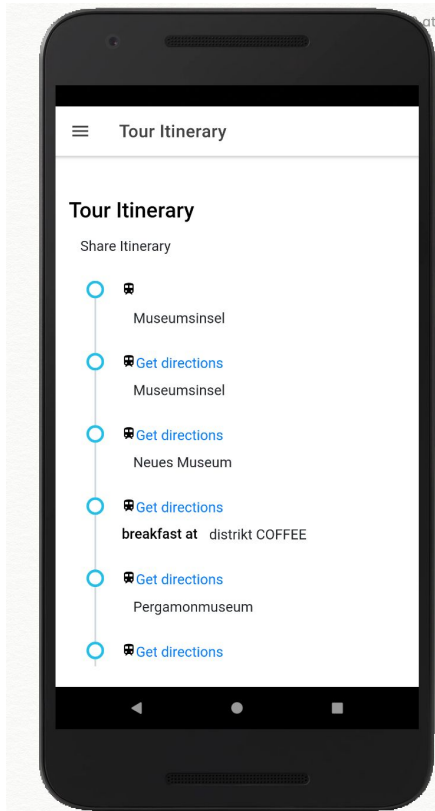 at
Tour Itinerary
Tour Itinerary
Share Itinerary
Museumsinsel
Get directions
Museumsinsel
Get directions
Neues Museum
Get directions
breakfast at distrikt COFFEE
Get directions
Pergamonmuseum
Get directions